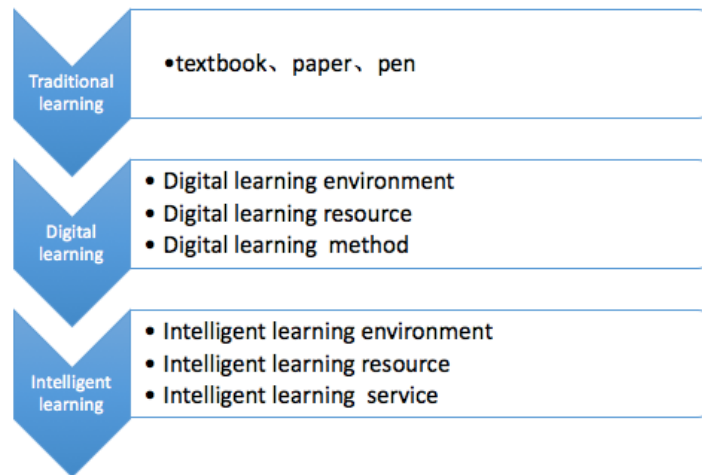 Traditional
learning
•textbook、paper、pen
Digital
learning
• Digital learning environment
• Digital learning resource
• Digital learning  method
Intelligent
learning
• Intelligent learning environment
• Intelligent learning resource
• Intelligent learning  service